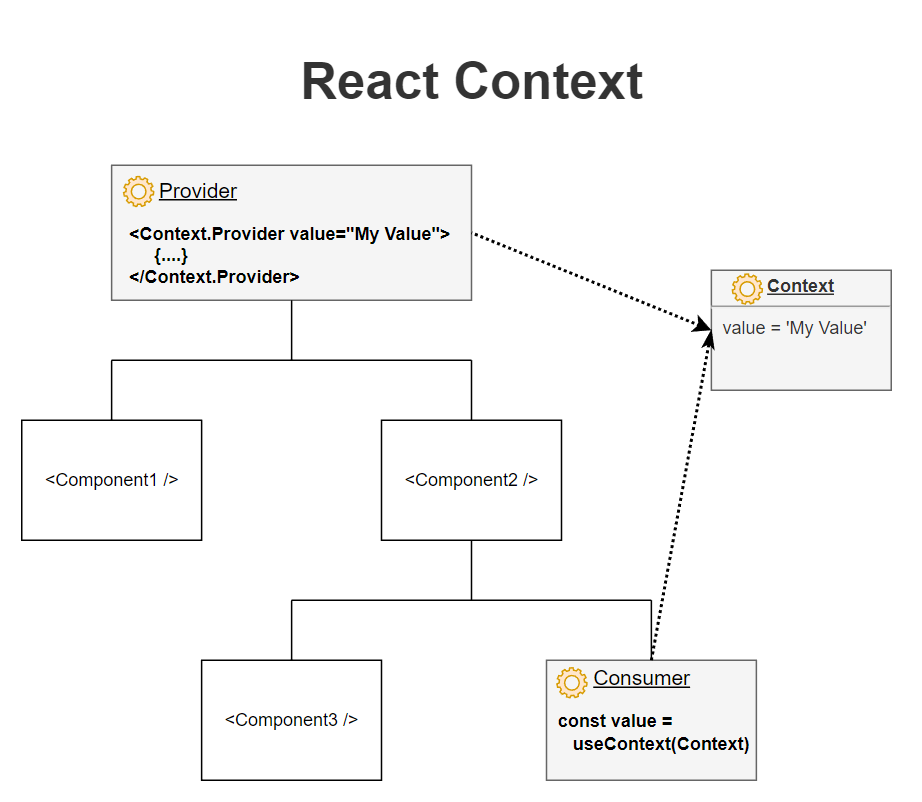 React Context
Provider
<Context.Provider value="My Value">
{....}
</Context.Provider>
Context
value = 'My Value'
<Component1 />
<Component2 />
<Component3 />
Consumer
const value =
useContext(Context)